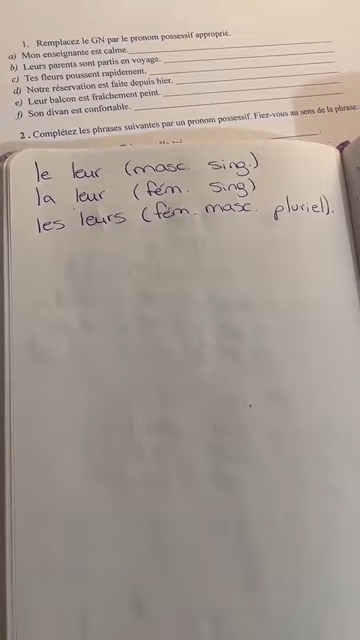 1. Remplacez le GN par le pronom possessif approprié.
a) Mon enseignante est calme.
b) Leurs parents sont partis en voyage.
c) Tes fleurs poussent rapidement.
d) Notre réservation est faite depuis hier.
e) Leur balcon est fraîchement peint.
f) Son divan est confortable.
2. Complétez les phrases suivantes par un pronom possessif. Fiez-vous au sens de la phrase.
le leur (masc. sing.)
la leur (fém. sing)
les leurs (fém. masc. pluriel).